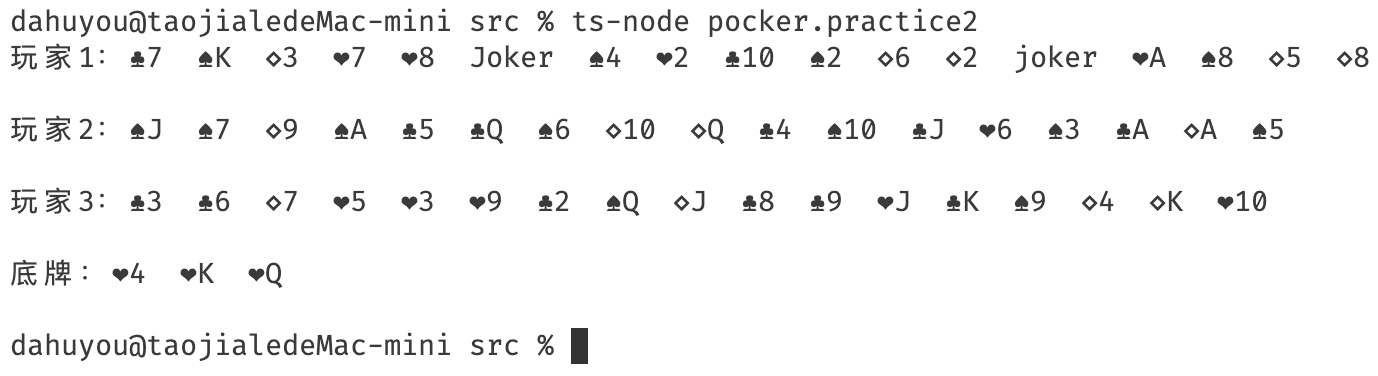 dahuyou@taojialedeMac-mini src % ts-node pocker.practice2
玩家1: ♣7 ♠K ⋄3 ❤7 ❤8 Joker ♠4 ❤2 ♣10 ♠2 ⋄6 ⋄2 joker ❤A ♠8 ⋄5 ⋄8
玩家2: ♠J ♠7 ⋄9 ♠A ♣5 ♣Q ♠6 ⋄10 ⋄Q ♣4 ♠10 ♣J ❤6 ♠3 ♣A ⋄A ♠5
玩家3: ♣3 ♣6 ⋄7 ❤5 ❤3 ❤9 ♣2 ♠Q ⋄J ♣8 ♣9 ❤J ♣K ♠9 ⋄4 ⋄K ❤10
底牌: ❤4 ❤K ❤Q
dahuyou@taojialedeMac-mini src %